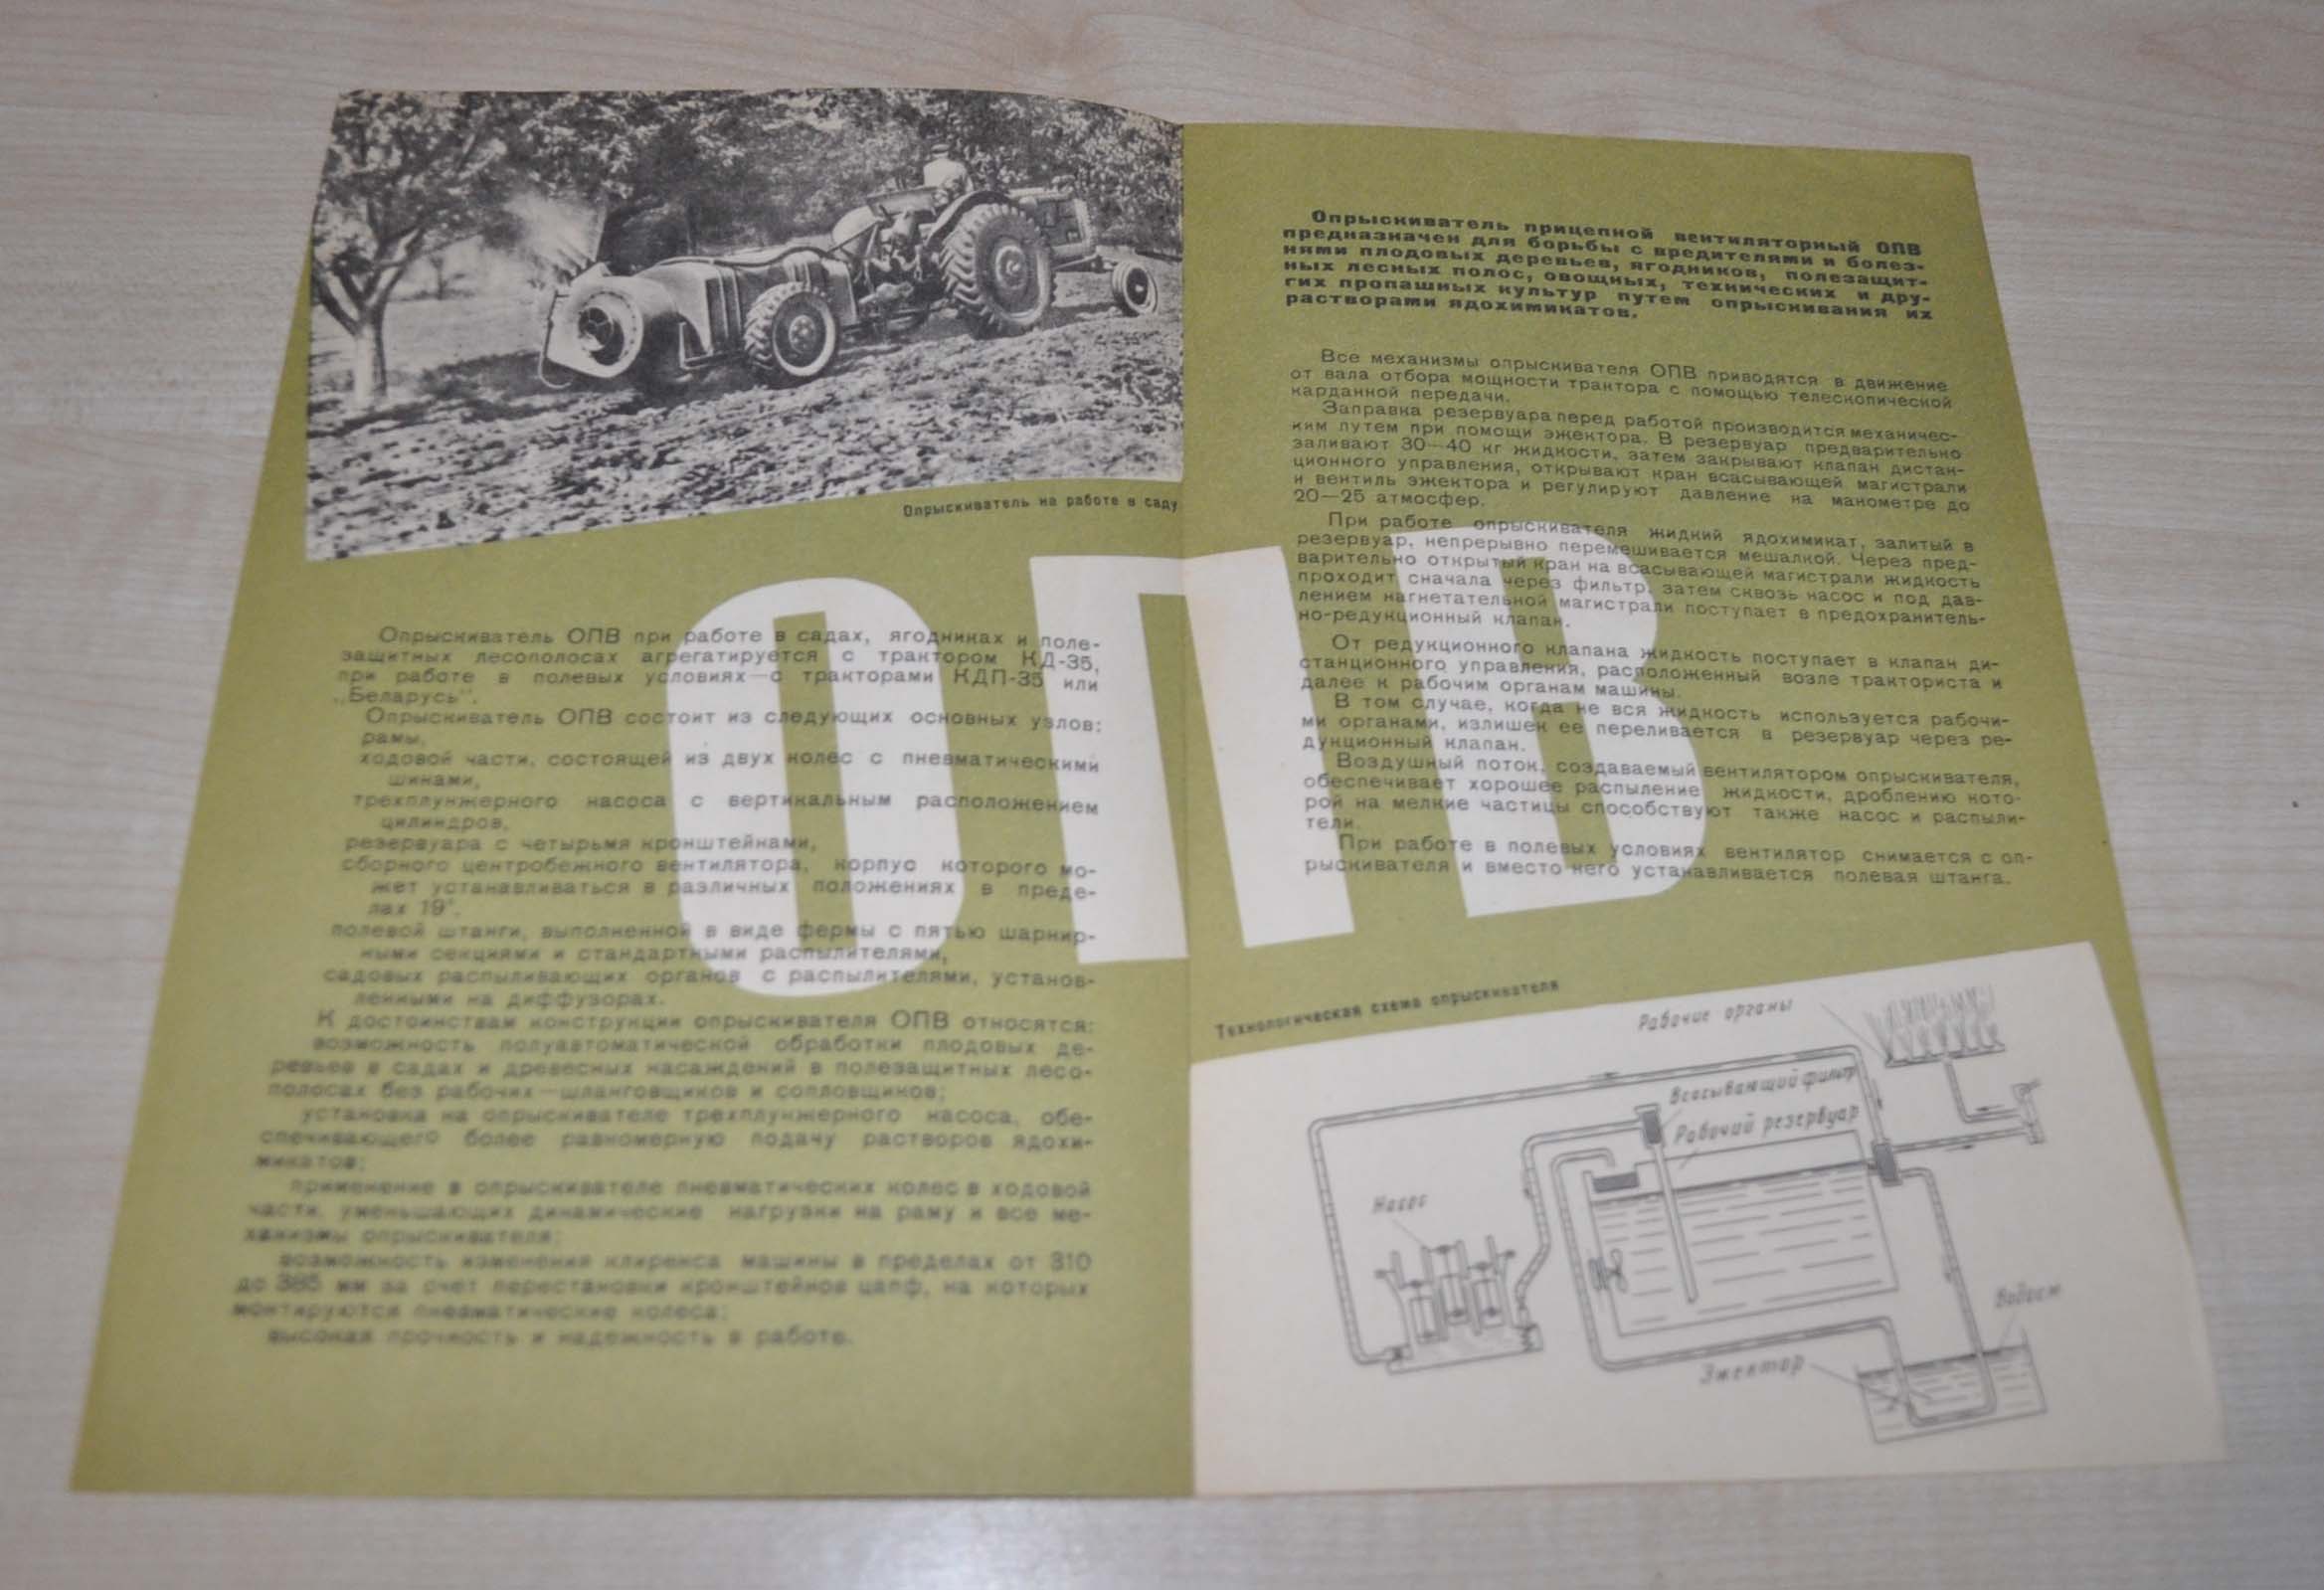 Опрыскиватель на работе в саду
ОПВ
Опрыскиватель ОПВ при работе в садах, ягодниках и поле-
защитных лесополосах агрегатируется с трактором КД-35,
при работе в полевых условиях—с тракторами КДП-35 или
„Беларусь".
Опрыскиватель ОПВ состоит из следующих основных узлов:
рамы,
ходовой части, состоящей из двух колес с пневматическими
шинами,
трехплунжерного насоса с вертикальным расположением
цилиндров,
резервуара с четырьмя кронштейнами,
сборного центробежного вентилятора, корпус которого мо-
жет устанавливаться в различных положениях в преде-
лах 19°,
полевой штанги, выполненной в виде фермы с пятью шарнир-
ными секциями и стандартными распылителями,
садовых распыливающих органов с распылителями, установ-
ленными на диффузорах.
К достоинствам конструкции опрыскивателя ОПВ относятся:
возможность полуавтоматической обработки плодовых де-
ревьев в садах и древесных насаждений в полезащитных лесо-
полосах без рабочих—шланговщиков и сопловщиков;
установка на опрыскивателе трехплунжерного насоса, обе-
спечивающего более равномерную подачу растворов ядохи-
микатов;
применение в опрыскивателе пневматических колес в ходовой
части, уменьшающих динамические нагрузки на раму и все ме-
ханизмы опрыскивателя;
возможность изменения клиренса машины в пределах от 310
до 385 мм за счет перестановки кронштейнов цапф, на которых
монтируются пневматические колеса;
высокая прочность и надежность в работе.
Опрыскиватель прицепной вентиляторный ОПВ
предназначен для борьбы с вредителями и болез-
нями плодовых деревьев, ягодников, полезащит-
ных лесных полос, овощных, технических и дру-
гих пропашных культур путем опрыскивания их
растворами ядохимикатов.
Все механизмы опрыскивателя ОПВ приводятся в движение
от вала отбора мощности трактора с помощью телескопической
карданной передачи.
Заправка резервуара перед работой производится механичес-
ким путем при помощи эжектора. В резервуар предварительно
заливают 30—40 кг жидкости, затем закрывают клапан дистан-
ционного управления, открывают кран всасывающей магистрали
и вентиль эжектора и регулируют давление на манометре до
20—25 атмосфер.
При работе опрыскивателя жидкий ядохимикат, залитый в
резервуар, непрерывно перемешивается мешалкой. Через пред-
варительно открытый кран на всасывающей магистрали жидкость
проходит сначала через фильтр, затем сквозь насос и под дав-
лением нагнетательной магистрали поступает в предохранитель-
но-редукционный клапан.
От редукционного клапана жидкость поступает в клапан ди-
станционного управления, расположенный возле тракториста и
далее к рабочим органам машины.
В том случае, когда не вся жидкость используется рабочи-
ми органами, излишек ее переливается в резервуар через ре-
дукционный клапан.
Воздушный поток, создаваемый вентилятором опрыскивателя,
обеспечивает хорошее распыление жидкости, дроблению кото-
рой на мелкие частицы способствуют также насос и распыли-
тели.
При работе в полевых условиях вентилятор снимается с оп-
рыскивателя и вместо него устанавливается полевая штанга.
Технологическая схема опрыскивателя
Рабочие органы
Всасывающий фильтр
Рабочий резервуар
Насос
Водоем
Эжектор